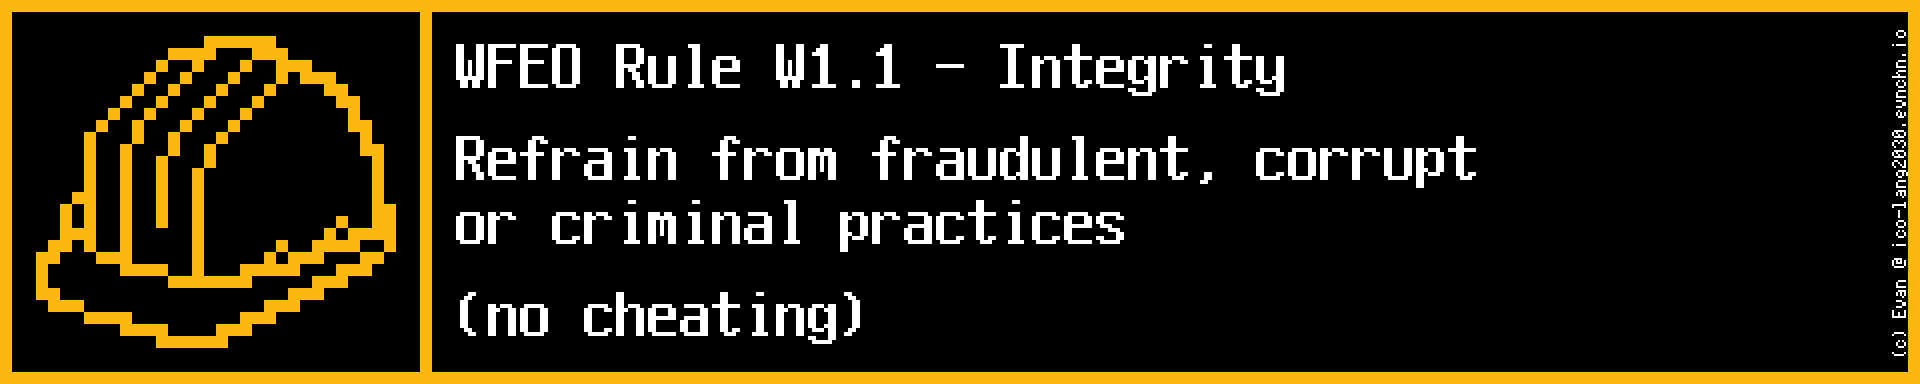 WFEO Rule W1.1 - Integrity
Refrain from fraudulent, corrupt
or criminal practices
(no cheating)
(c) Evan @ ico-lang2030.evnchn.io